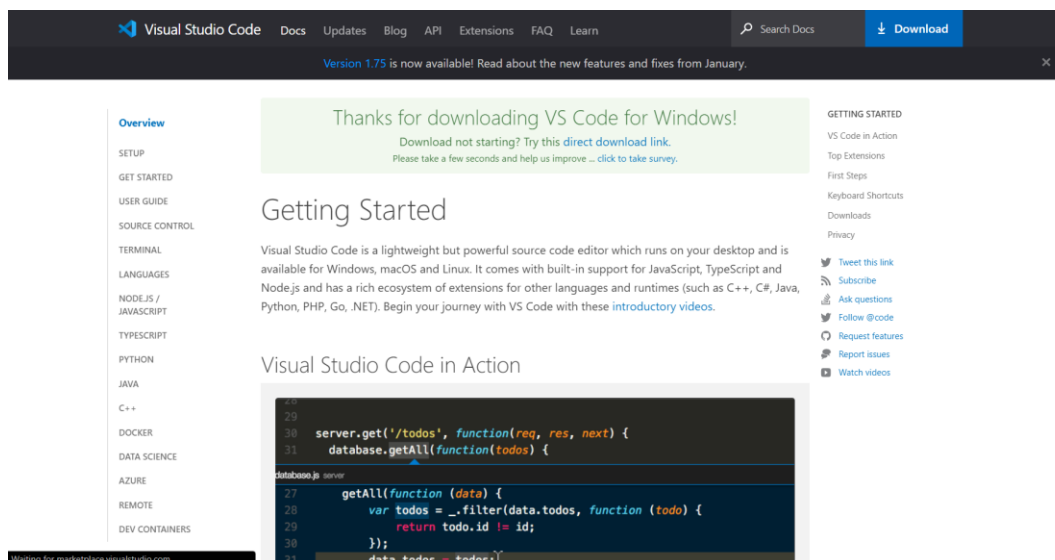 Visual Studio Code Docs Updates Blog API Extensions FAQ Learn Search Docs Download
Version 1.75 is now available! Read about the new features and fixes from January.
Overview
SETUP
GET STARTED
USER GUIDE
SOURCE CONTROL
TERMINAL
LANGUAGES
NODE.JS /
JAVASCRIPT
TYPESCRIPT
PYTHON
JAVA
C++
DOCKER
DATA SCIENCE
AZURE
REMOTE
DEV CONTAINERS
Thanks for downloading VS Code for Windows!
Download not starting? Try this direct download link.
Please take a few seconds and help us improve ... click to take survey.
Getting Started
Visual Studio Code is a lightweight but powerful source code editor which runs on your desktop and is
available for Windows, macOS and Linux. It comes with built-in support for JavaScript, TypeScript and
Node.js and has a rich ecosystem of extensions for other languages and runtimes (such as C++, C#, Java,
Python, PHP, Go, .NET). Begin your journey with VS Code with these introductory videos.
Visual Studio Code in Action
28
29
30 server.get('/todos', function(req, res, next) {
31 database.getAll(function(todos) {
database.js server
27 getAll(function (data) {
28 var todos = _.filter(data.todos, function (todo) {
29 return todo.id != id;
30 });
31 data.todos = todos;
GETTING STARTED
VS Code in Action
Top Extensions
First Steps
Keyboard Shortcuts
Downloads
Privacy
Tweet this link
Subscribe
Ask questions
Follow @code
Request features
Report issues
Watch videos
Waiting for marketplace.visualstudio.com